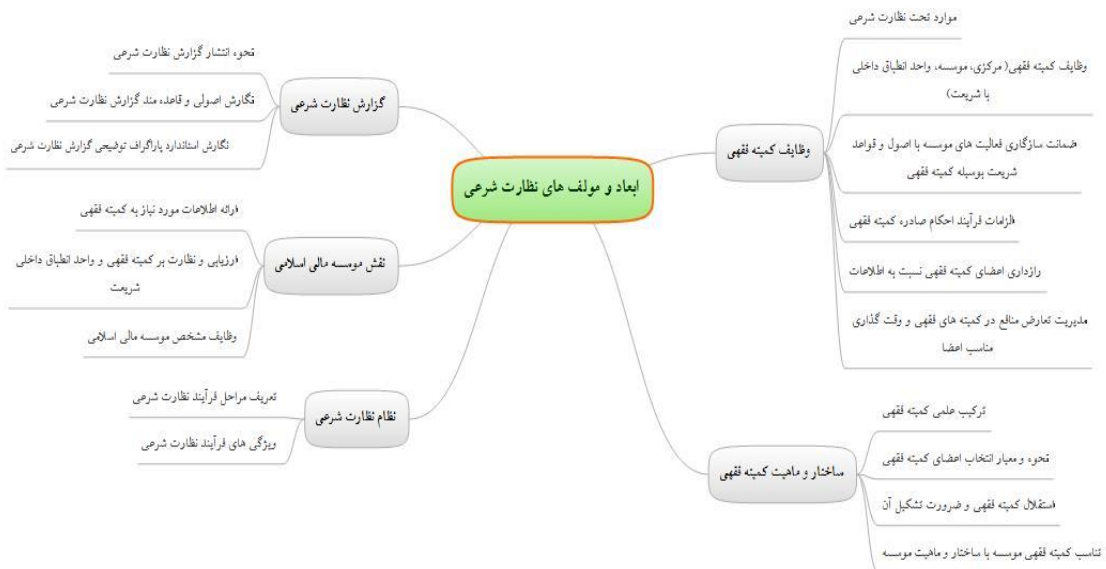 ابعاد و مولف های نظارت شرعی
وظایف کمیته فقهی
موارد تحت نظارت شرعی
وظایف کمیته فقهی( مرکزی، موسسه، واحد انطباق داخلی
با شریعت)
ضمانت سازگاری فعالیت های موسسه با اصول و قواعد
شریعت بوسیله کمیته فقهی
الزامات فرآیند احکام صادره کمیته فقهی
رازداری اعضای کمیته فقهی نسبت به اطلاعات
مدیریت تعارض منافع در کمیته های فقهی و وقت گذاری
مناسب اعضا
ساختار و ماهیت کمیته فقهی
ترکیب علمی کمیته فقهی
نحوه و معیار انتخاب اعضای کمیته فقهی
استقلال کمیته فقهی و ضرورت تشکیل آن
تناسب کمیته فقهی موسسه با ساختار و ماهیت موسسه
گزارش نظارت شرعی
نحوه انتشار گزارش نظارت شرعی
نگارش اصولی و قاعده مند گزارش نظارت شرعی
نگارش استاندارد پاراگراف توضیحی گزارش نظارت شرعی
نقش موسسه مالی اسلامی
ارائه اطلاعات مورد نیاز به کمیته فقهی
ارزیابی و نظارت بر کمیته فقهی و واحد انطباق داخلی
شریعت
وظایف مشخص موسسه مالی اسلامی
نظام نظارت شرعی
تعریف مراحل فرآیند نظارت شرعی
ویژگی های فرآیند نظارت شرعی